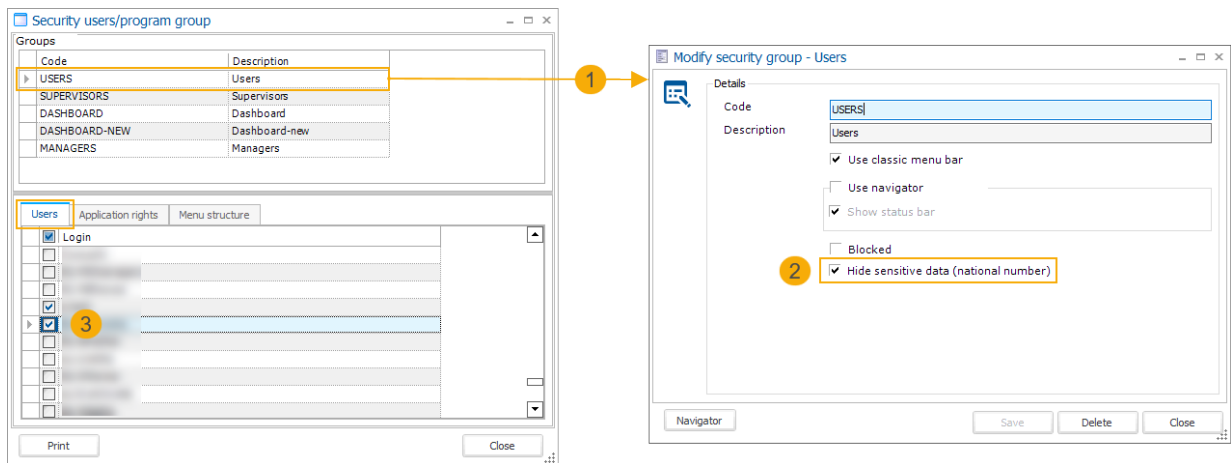 Security users/program group
Groups
Code Description
USERS Users
SUPERVISORS Supervisors
DASHBOARD Dashboard
DASHBOARD-NEW Dashboard-new
MANAGERS Managers
Users Application rights Menu structure
Login
3
Print Close
1
Modify security group - Users
Details
Code USERS
Description Users
Use classic menu bar
Use navigator
Show status bar
Blocked
2 Hide sensitive data (national number)
Navigator Save Delete Close